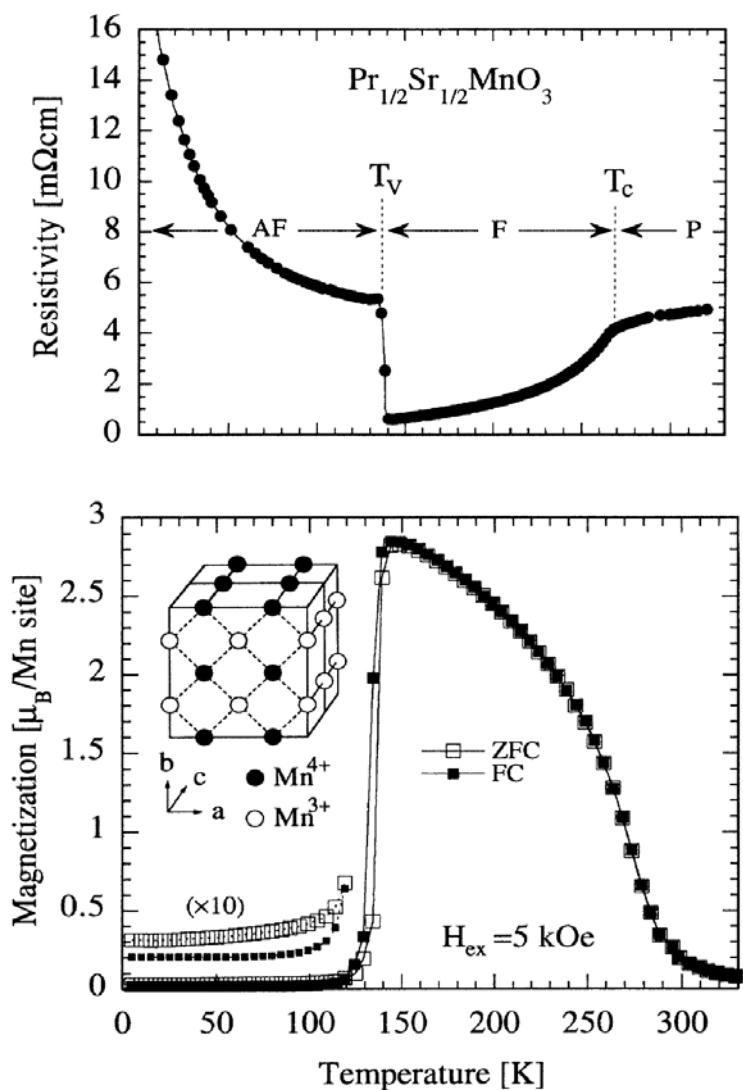 16
14
12
10
8
6
4
2
0
Resistivity [mΩcm]
Pr1/2Sr1/2MnO3
TV
Tc
AF
F
P
3
2.5
2
1.5
1
0.5
0
Magnetization [μB/Mn site]
b
c
a
Mn4+
Mn3+
ZFC
FC
(×10)
Hex=5 kOe
0
50
100
150
200
250
300
Temperature [K]